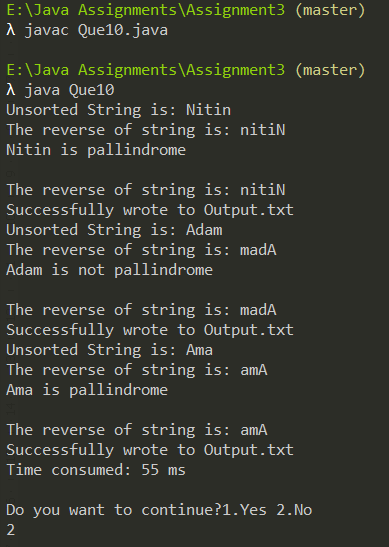 E:\Java Assignments\Assignment3 (master)
λ javac Que10.java
E:\Java Assignments\Assignment3 (master)
λ java Que10
Unsorted String is: Nitin
The reverse of string is: nitiN
Nitin is pallindrome
The reverse of string is: nitiN
Successfully wrote to Output.txt
Unsorted String is: Adam
The reverse of string is: madA
Adam is not pallindrome
The reverse of string is: madA
Successfully wrote to Output.txt
Unsorted String is: Ama
The reverse of string is: amA
Ama is pallindrome
The reverse of string is: amA
Successfully wrote to Output.txt
Time consumed: 55 ms
Do you want to continue?1.Yes 2.No
2